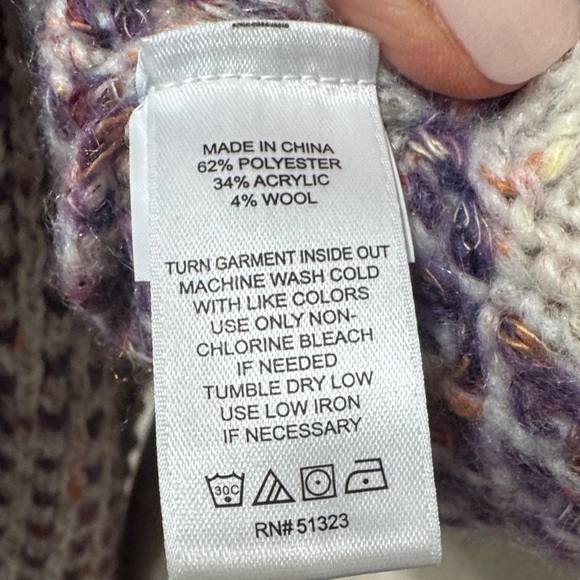 MADE IN CHINA
62% POLYESTER
34% ACRYLIC
4% WOOL
TURN GARMENT INSIDE OUT
MACHINE WASH COLD
WITH LIKE COLORS
USE ONLY NON-
CHLORINE BLEACH
IF NEEDED
TUMBLE DRY LOW
USE LOW IRON
IF NECESSARY
30C
RN# 51323